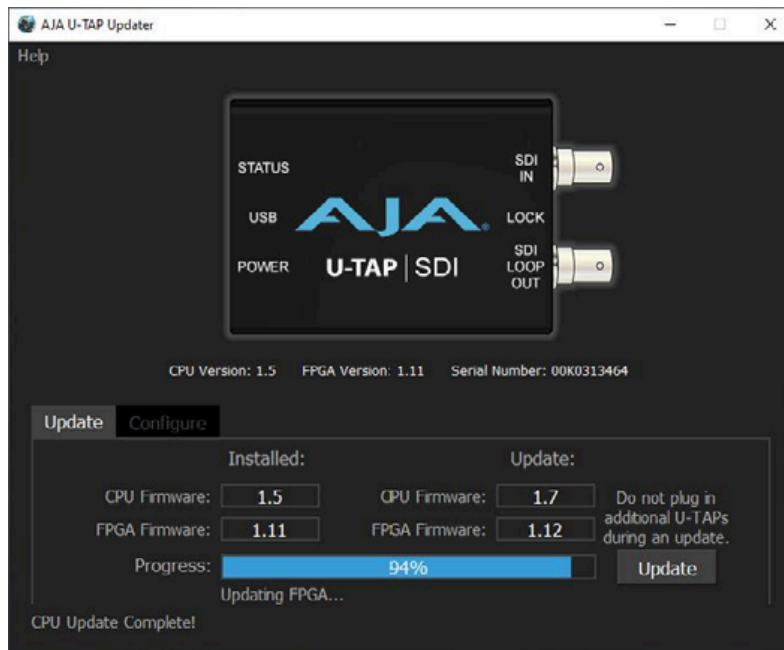 AJA U-TAP Updater
Help
STATUS
SDI
IN
USB
AJA®
LOCK
POWER
U-TAP | SDI
SDI
LOOP
OUT
CPU Version: 1.5 FPGA Version: 1.11 Serial Number: 00K0313464
Update Configure
Installed: Update:
CPU Firmware: 1.5 CPU Firmware: 1.7
FPGA Firmware: 1.11 FPGA Firmware: 1.12
Do not plug in
additional U-TAPs
during an update.
Progress: 94% Update
Updating FPGA...
CPU Update Complete!